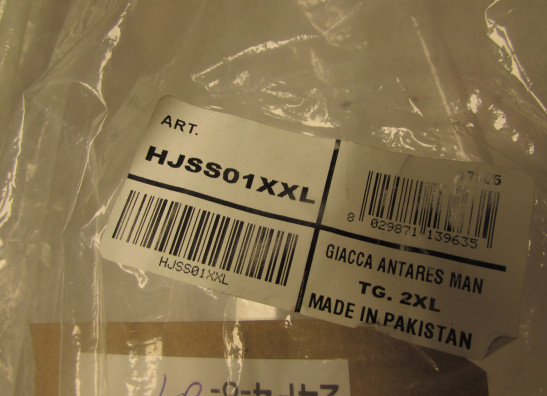 ART.
HJSS01XXL
HJSS01XXL
8 029871 139635
GIACCA ANTARES MAN
TG. 2XL
MADE IN PAKISTAN